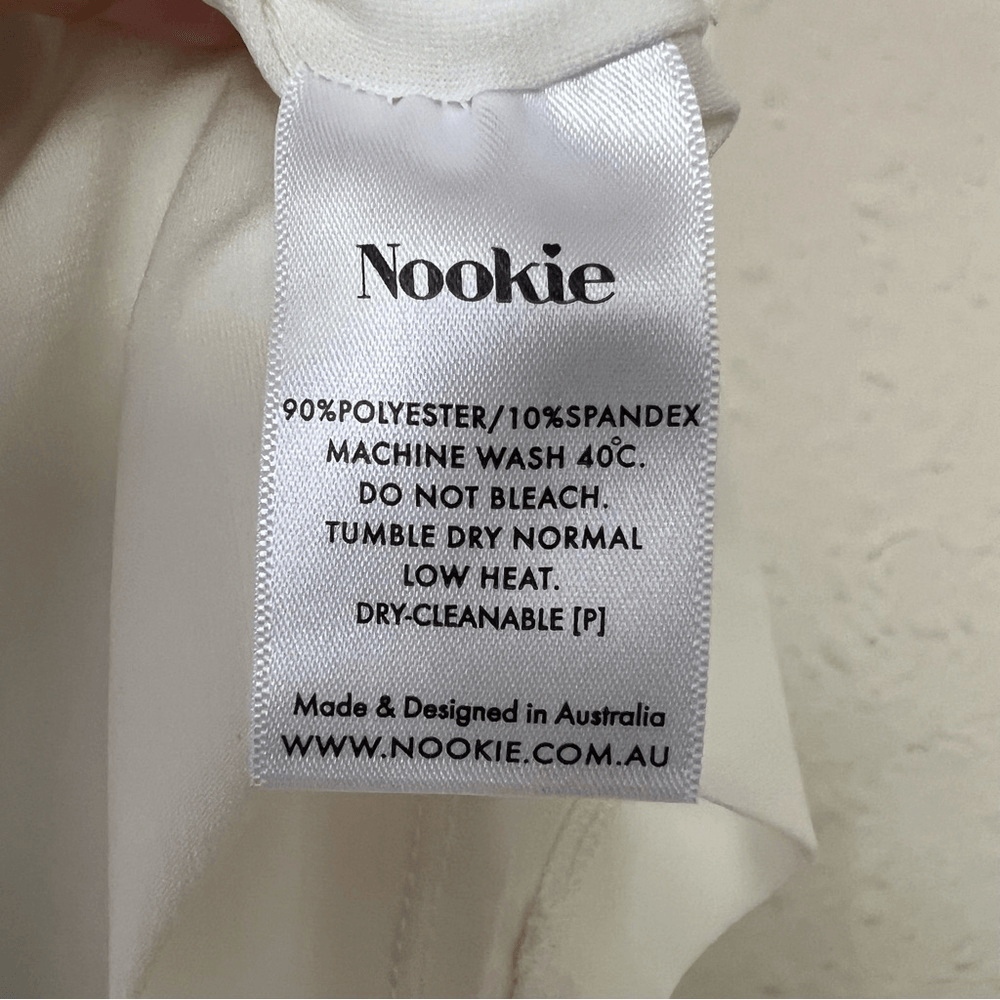 Nookie
90%POLYESTER/10%SPANDEX
MACHINE WASH 40°C.
DO NOT BLEACH.
TUMBLE DRY NORMAL
LOW HEAT.
DRY-CLEANABLE [P]
Made & Designed in Australia
WWW.NOOKIE.COM.AU